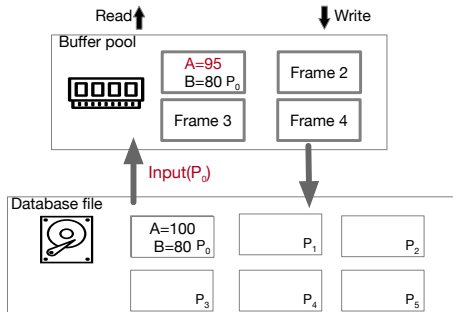 Read
Write
Buffer pool
A=95
B=80 P₀
Frame 2
Frame 3
Frame 4
Input(P₀)
Database file
A=100
B=80 P₀
P₁
P₂
P₃
P₄
P₅